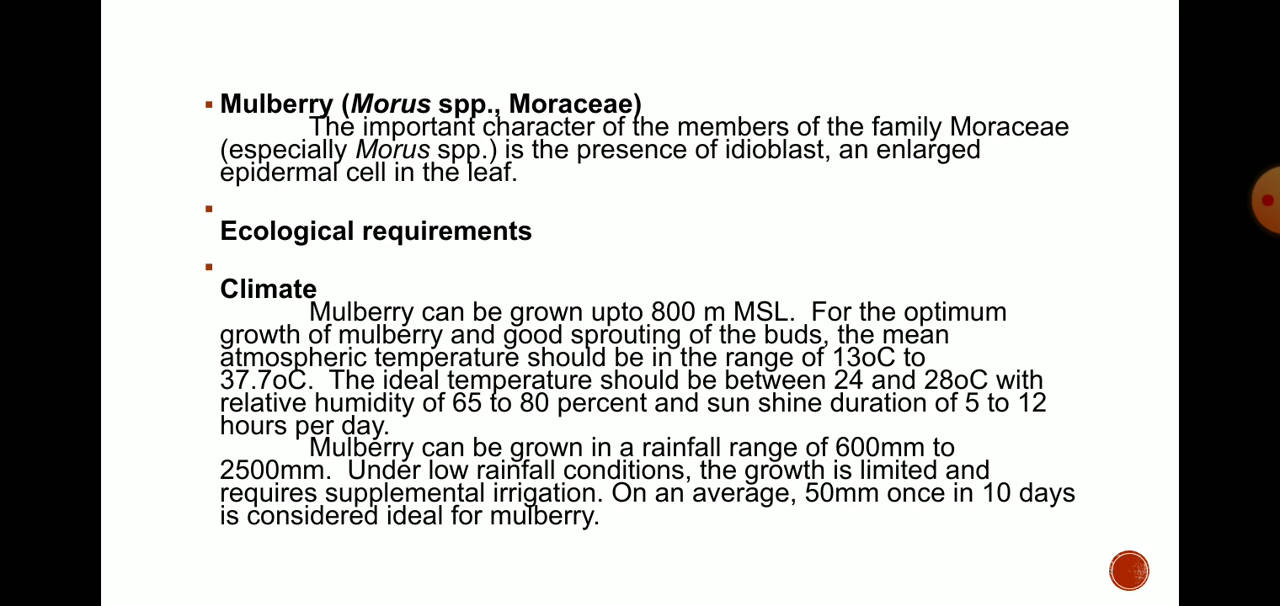 Mulberry (Morus spp., Moraceae)
The important character of the members of the family Moraceae
(especially Morus spp.) is the presence of idioblast, an enlarged
epidermal cell in the leaf.
Ecological requirements
Climate
Mulberry can be grown upto 800 m MSL.  For the optimum
growth of mulberry and good sprouting of the buds, the mean
atmospheric temperature should be in the range of 13oC to
37.7oC.  The ideal temperature should be between 24 and 28oC with
relative humidity of 65 to 80 percent and sun shine duration of 5 to 12
hours per day.
Mulberry can be grown in a rainfall range of 600mm to
2500mm.  Under low rainfall conditions, the growth is limited and
requires supplemental irrigation. On an average, 50mm once in 10 days
is considered ideal for mulberry.